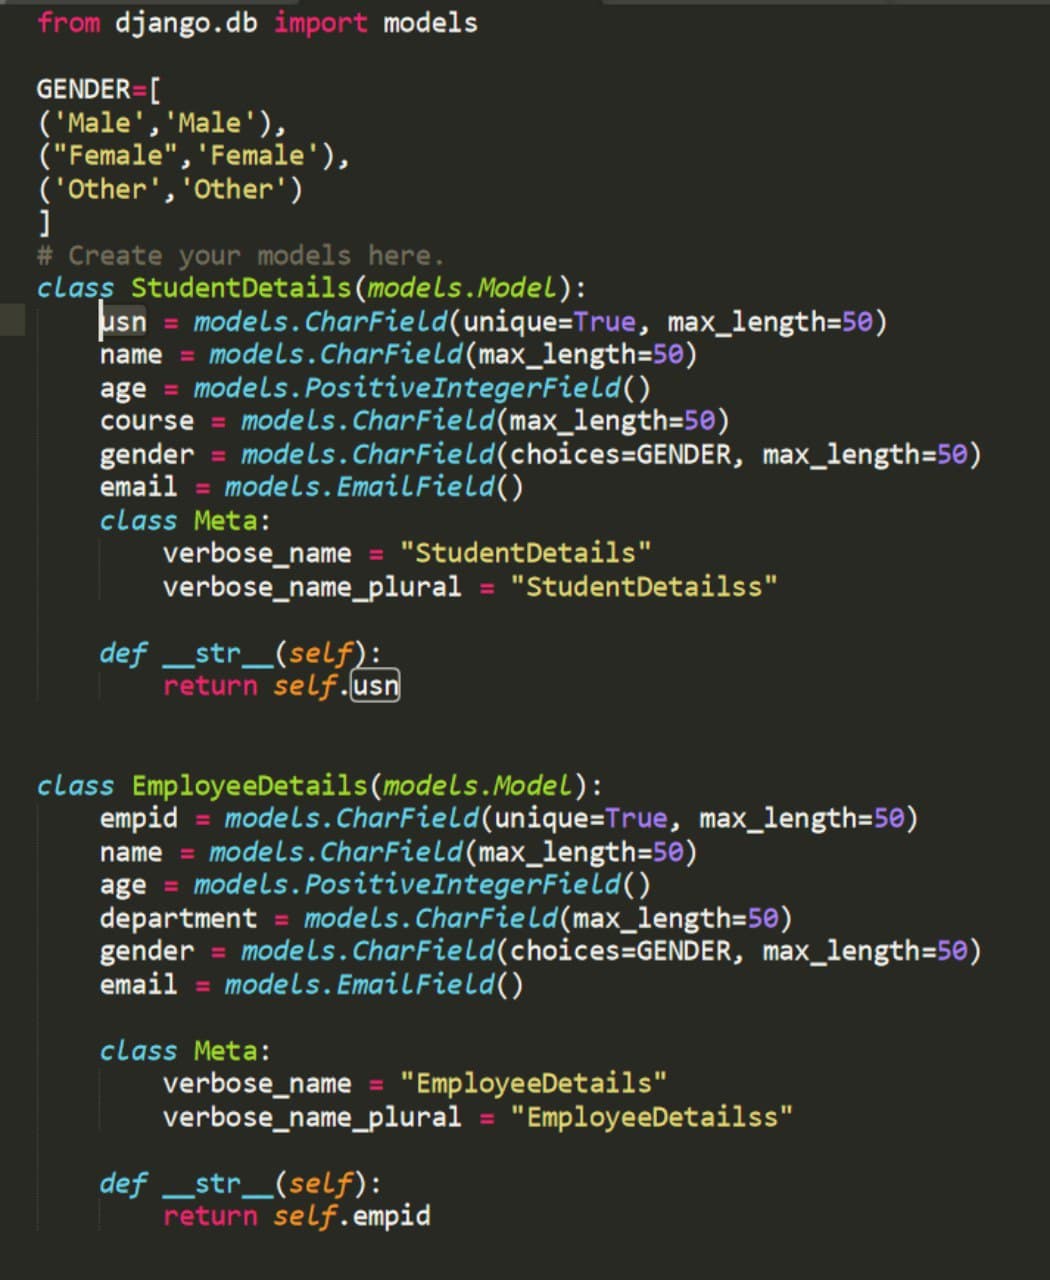 from django.db import models
GENDER=[
('Male','Male'),
("Female",'Female'),
('Other','Other')
]
# Create your models here.
class StudentDetails(models.Model):
usn = models.CharField(unique=True, max_length=50)
name = models.CharField(max_length=50)
age = models.PositiveIntegerField()
course = models.CharField(max_length=50)
gender = models.CharField(choices=GENDER, max_length=50)
email = models.EmailField()
class Meta:
verbose_name = "StudentDetails"
verbose_name_plural = "StudentDetailss"
def __str__(self):
return self.usn
class EmployeeDetails(models.Model):
empid = models.CharField(unique=True, max_length=50)
name = models.CharField(max_length=50)
age = models.PositiveIntegerField()
department = models.CharField(max_length=50)
gender = models.CharField(choices=GENDER, max_length=50)
email = models.EmailField()
class Meta:
verbose_name = "EmployeeDetails"
verbose_name_plural = "EmployeeDetailss"
def __str__(self):
return self.empid